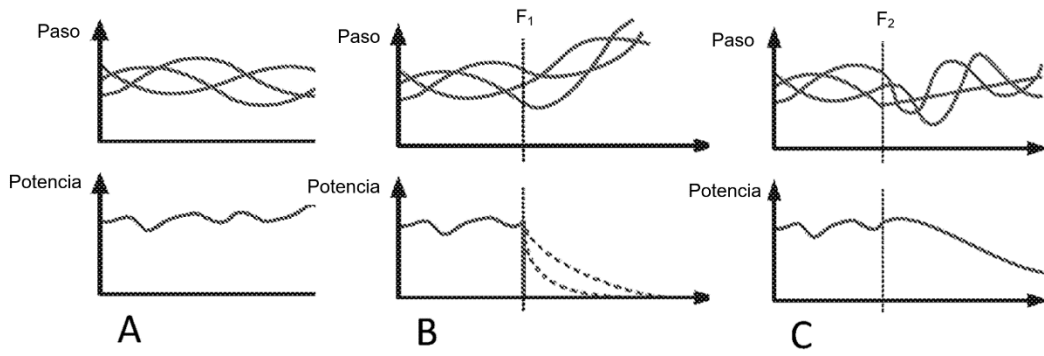 Paso
Paso
F₁
Paso
F₂
Potencia
Potencia
Potencia
A
B
C